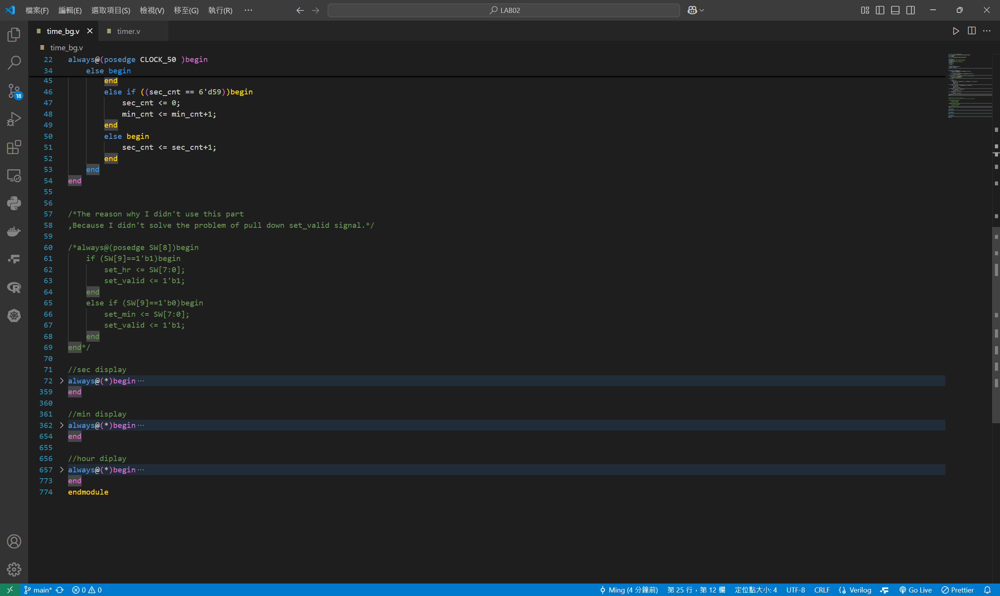 檔案(F) 編輯(E) 選取項目(S) 檢視(V) 移至(G) 執行(R) ··· LAB02
time_bg.v timer.v
time_bg.v
22 always@(posedge CLOCK_50 )begin
34 else begin
45 end
46 else if ((sec_cnt == 6'd59))begin
47 sec_cnt <= 0;
48 min_cnt <= min_cnt+1;
49 end
50 else begin
51 sec_cnt <= sec_cnt+1;
52 end
53 end
54 end
55
56
57 /*The reason why I didn't use this part
58 ,Because I didn't solve the problem of pull down set_valid signal.*/
59
60 /*always@(posedge SW[8])begin
61 if (SW[9]==1'b1)begin
62 set_hr <= SW[7:0];
63 set_valid <= 1'b1;
64 end
65 else if (SW[9]==1'b0)begin
66 set_min <= SW[7:0];
67 set_valid <= 1'b1;
68 end
69 end*/
70
71 //sec display
72 always@(*)begin···
359 end
360
361 //min display
362 always@(*)begin···
654 end
655
656 //hour diplay
657 always@(*)begin···
773 end
774 endmodule
18
main* 0 0 Ming (4 分鐘前) 第 25 行，第 12 欄 定位點大小: 4 UTF-8 CRLF Verilog Go Live Prettier